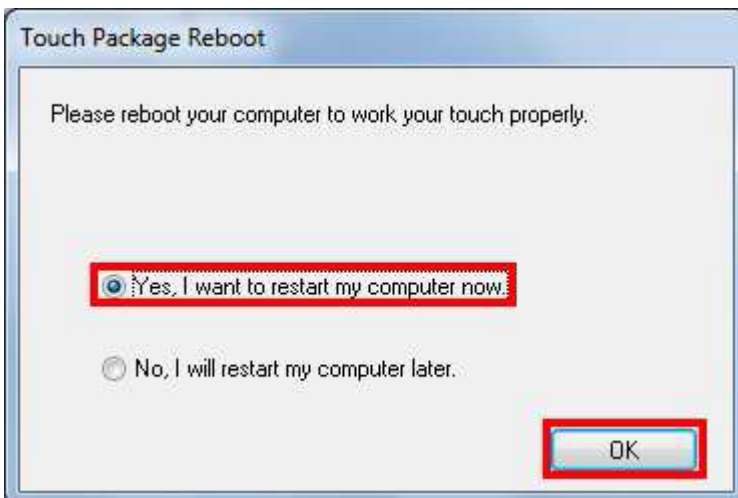 Touch Package Reboot
Please reboot your computer to work your touch properly.
Yes, I want to restart my computer now.
No, I will restart my computer later.
OK